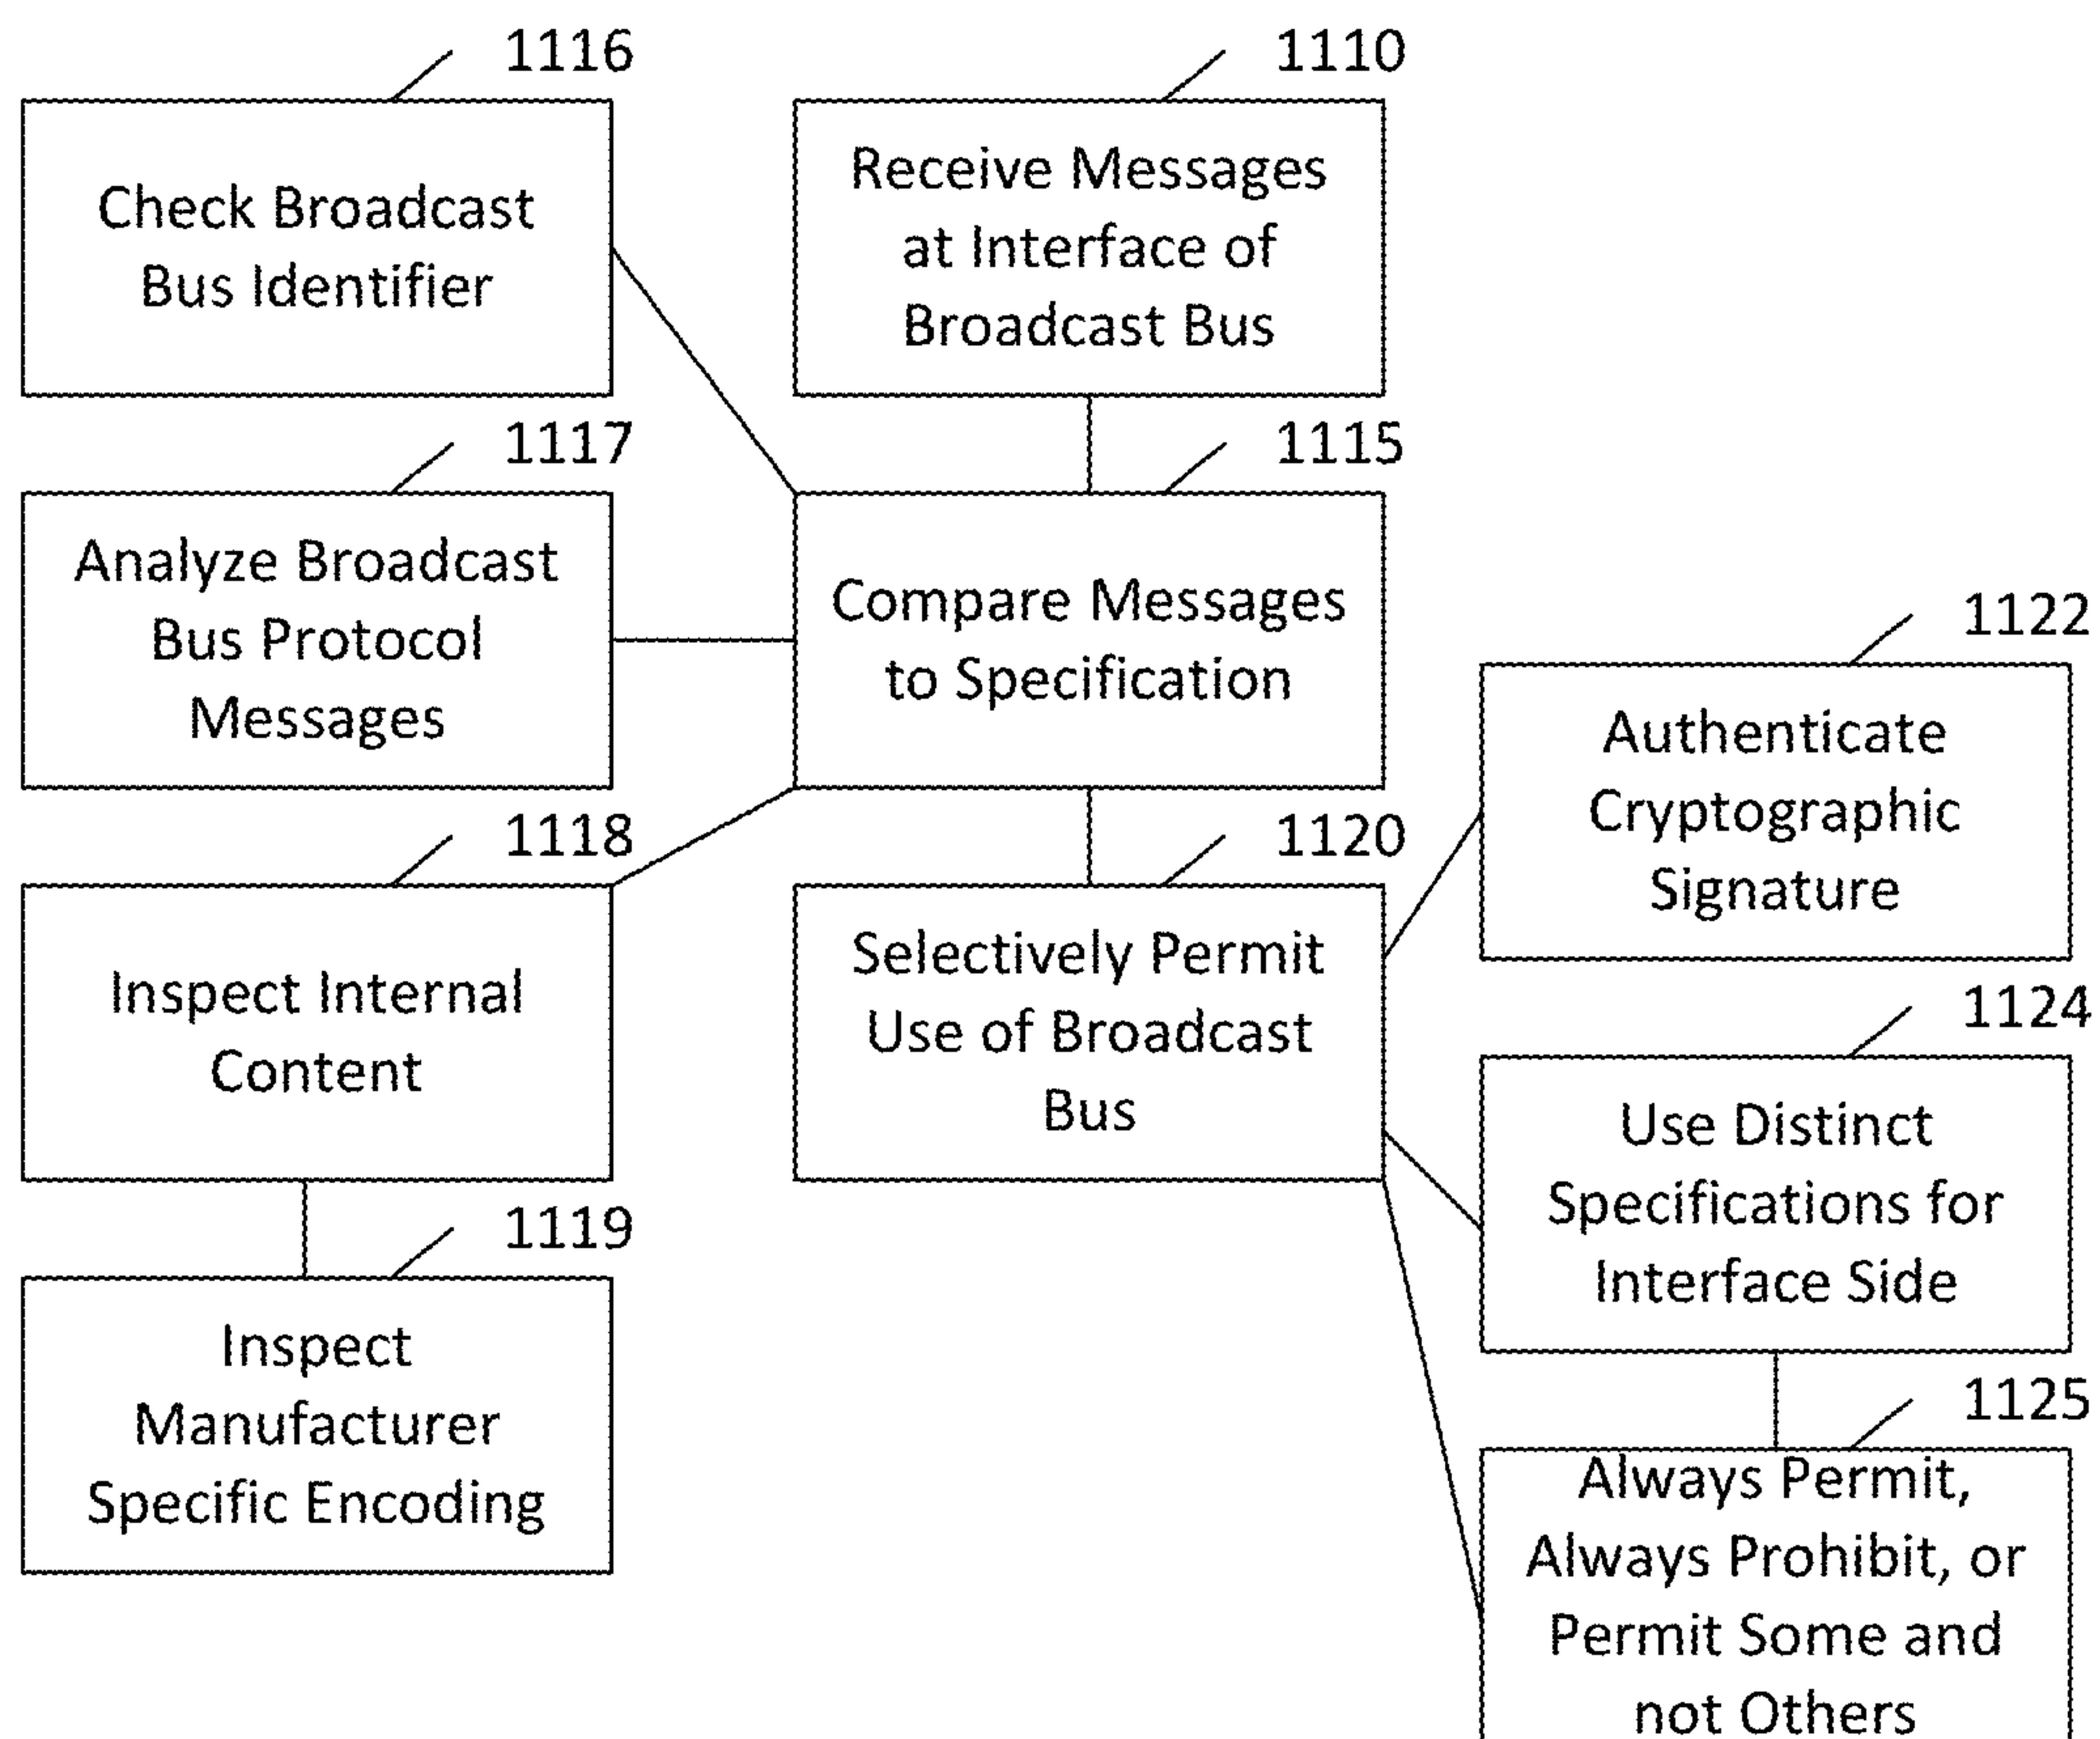 1116
Check Broadcast
Bus Identifier
1110
Receive Messages
at Interface of
Broadcast Bus
1117
Analyze Broadcast
Bus Protocol
Messages
1115
Compare Messages
to Specification
1122
Authenticate
Cryptographic
Signature
1118
Inspect Internal
Content
1120
Selectively Permit
Use of Broadcast
Bus
1124
Use Distinct
Specifications for
Interface Side
1119
Inspect
Manufacturer
Specific Encoding
1125
Always Permit,
Always Prohibit, or
Permit Some and
not Others